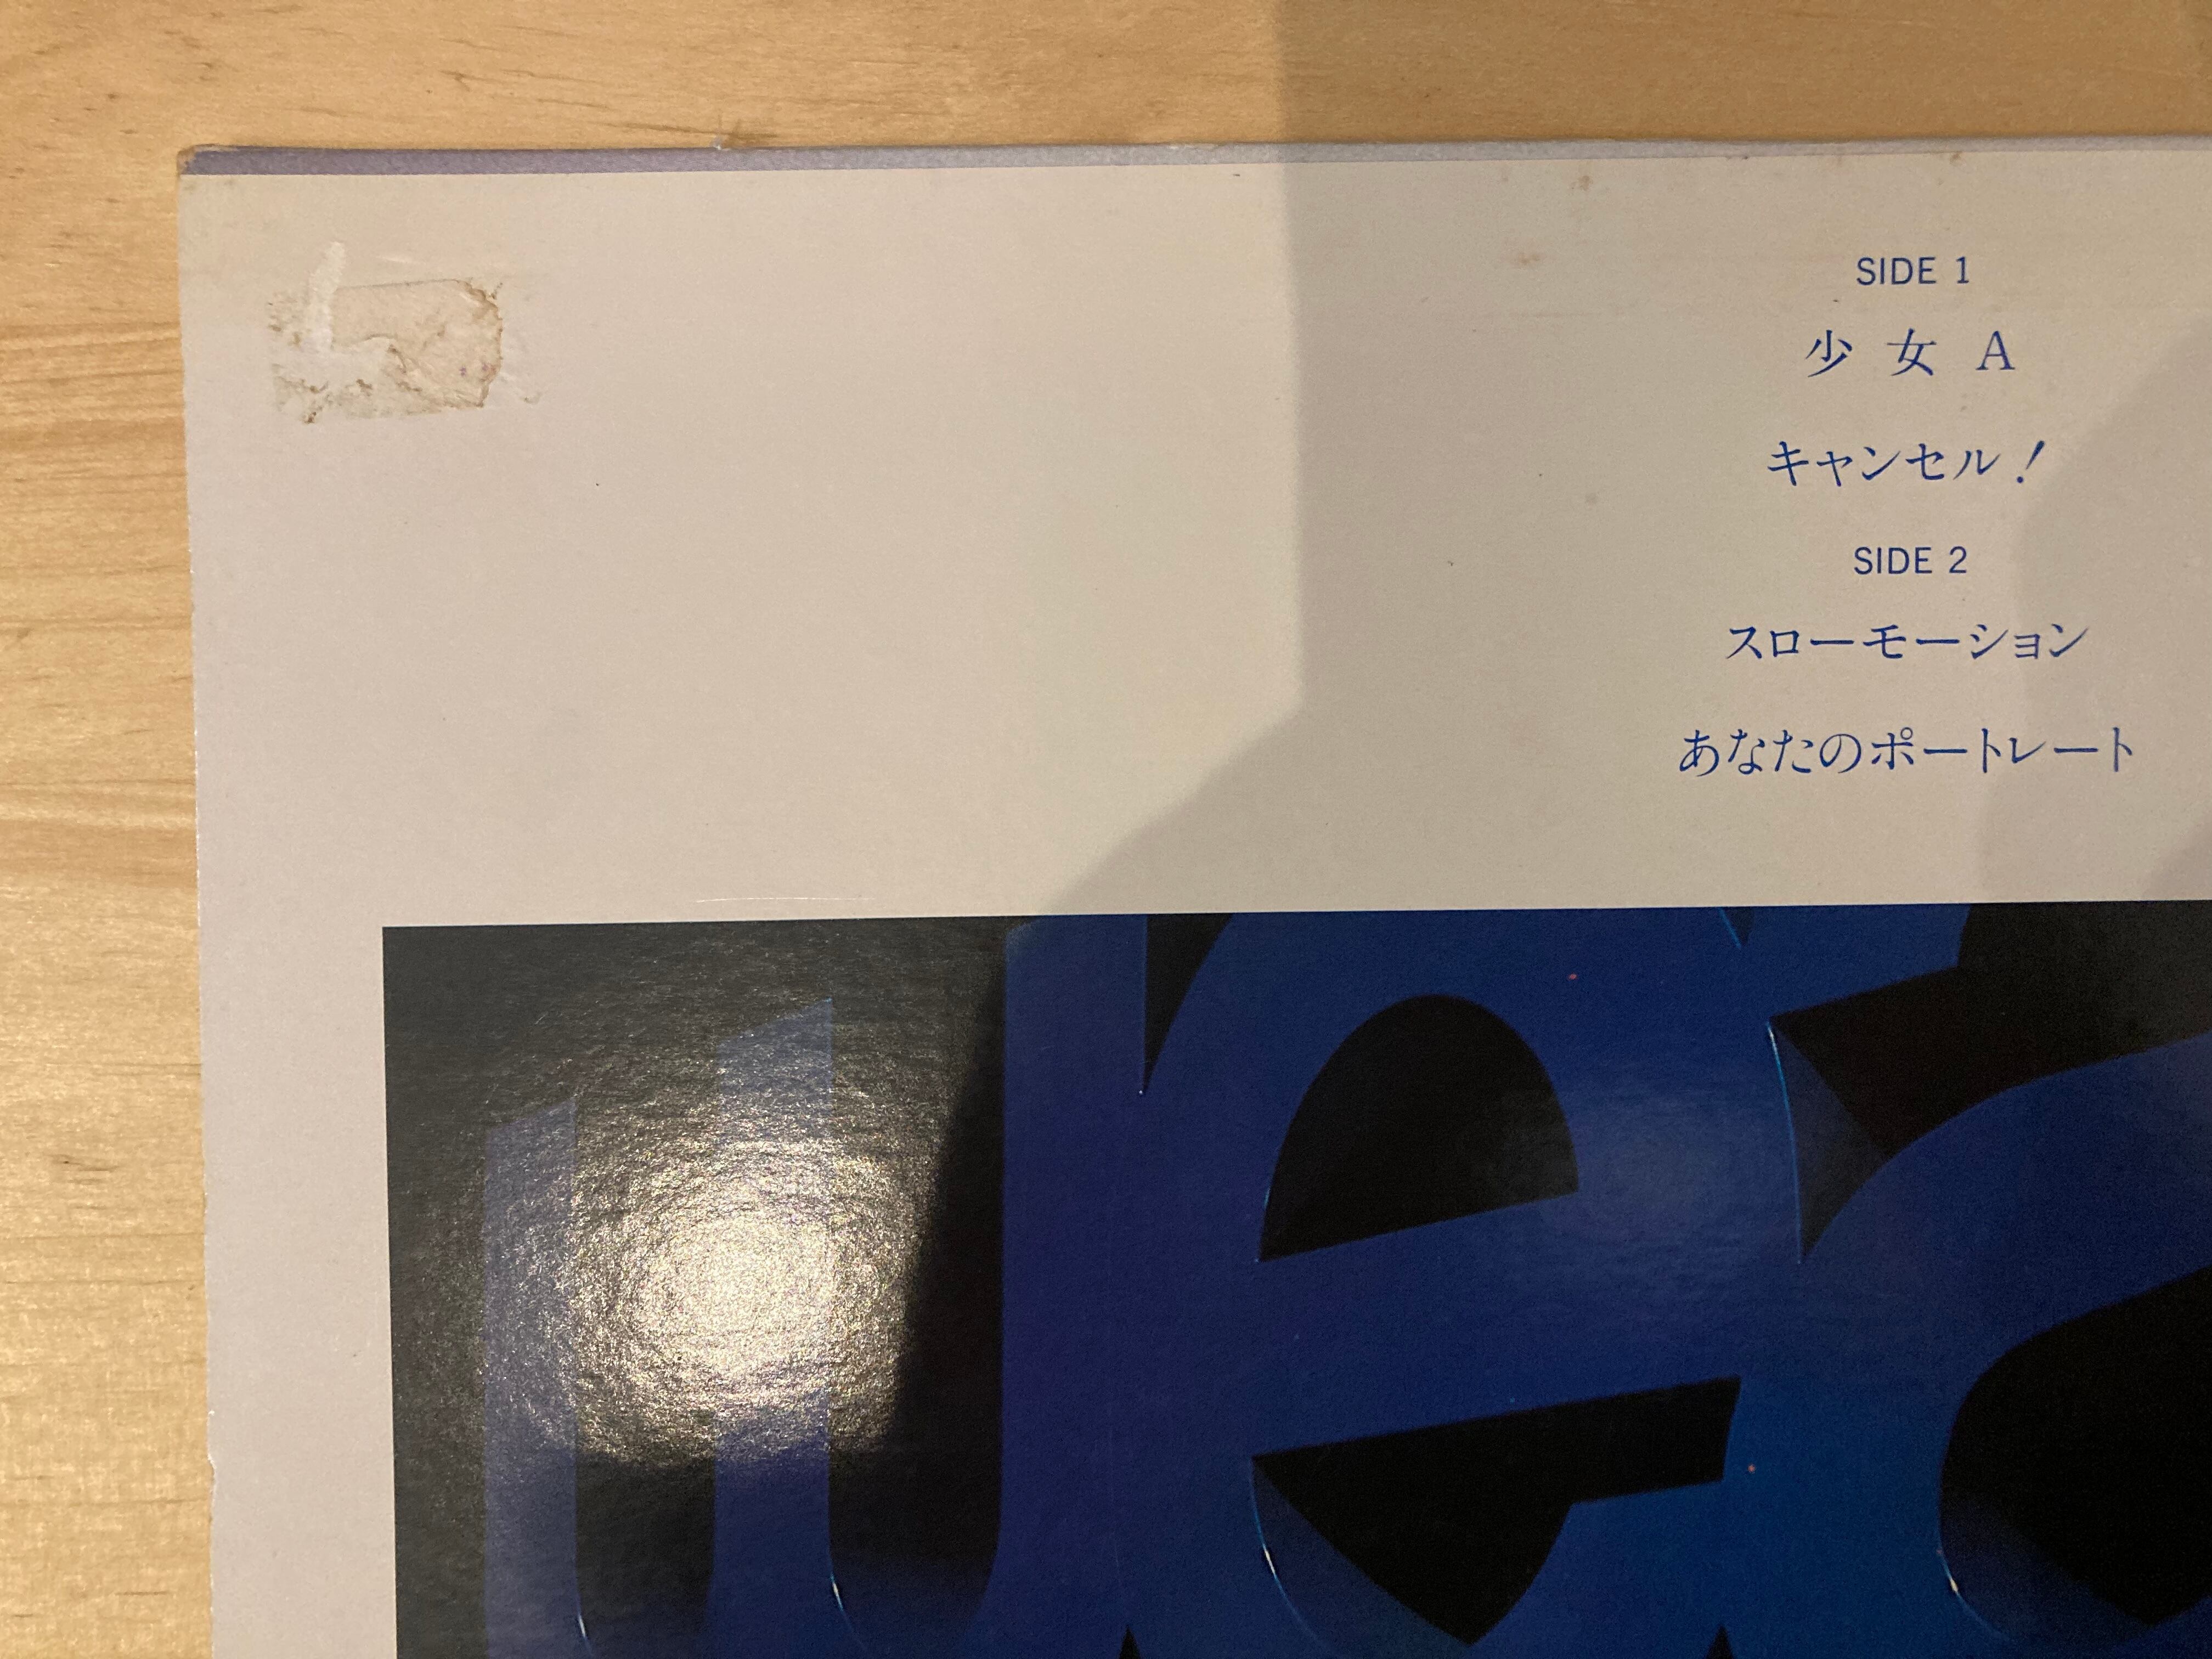 SIDE 1
少女A
キャンセル！
SIDE 2
スローモーション
あなたのポートレート